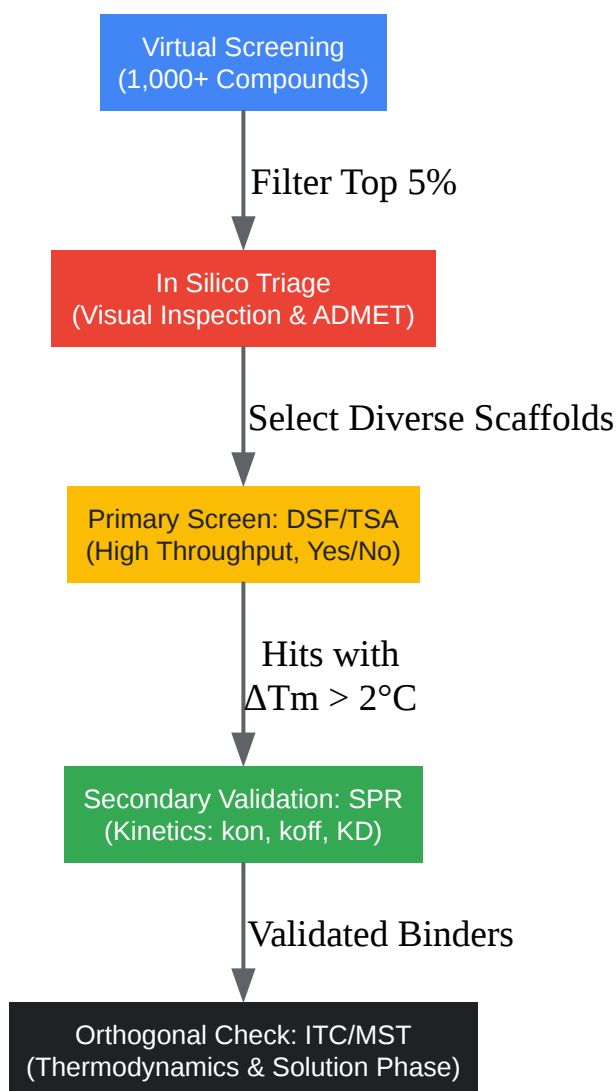 Virtual Screening
(1,000+ Compounds)
Filter Top 5%
In Silico Triage
(Visual Inspection & ADMET)
Select Diverse Scaffolds
Primary Screen: DSF/TSA
(High Throughput, Yes/No)
Hits with
ΔTm > 2°C
Secondary Validation: SPR
(Kinetics: kon, koff, KD)
Validated Binders
Orthogonal Check: ITC/MST
(Thermodynamics & Solution Phase)